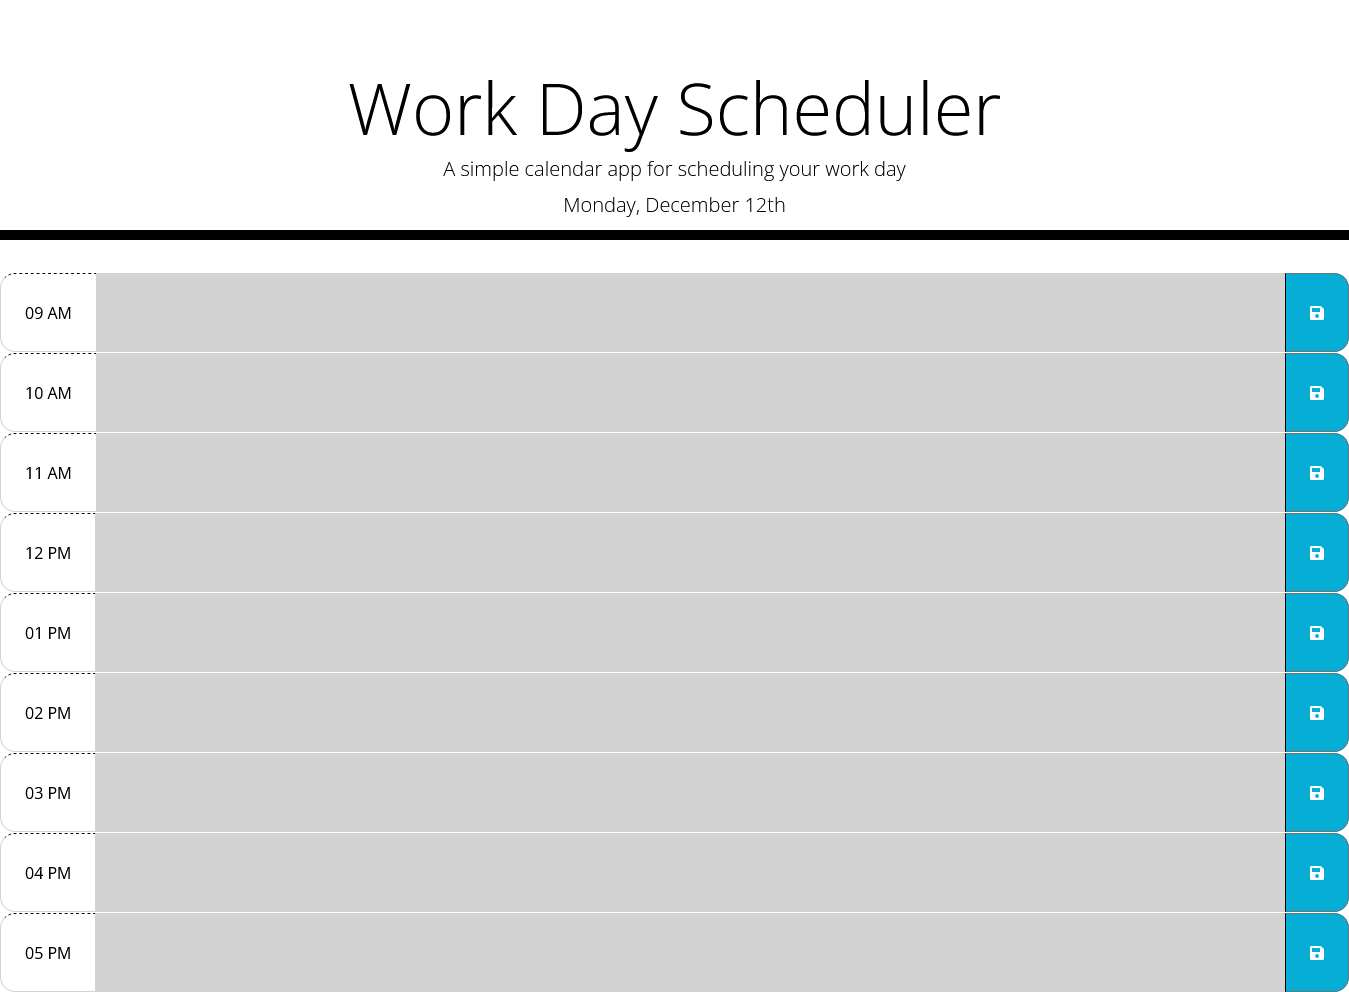 Work Day Scheduler
A simple calendar app for scheduling your work day
Monday, December 12th
09 AM
10 AM
11 AM
12 PM
01 PM
02 PM
03 PM
04 PM
05 PM